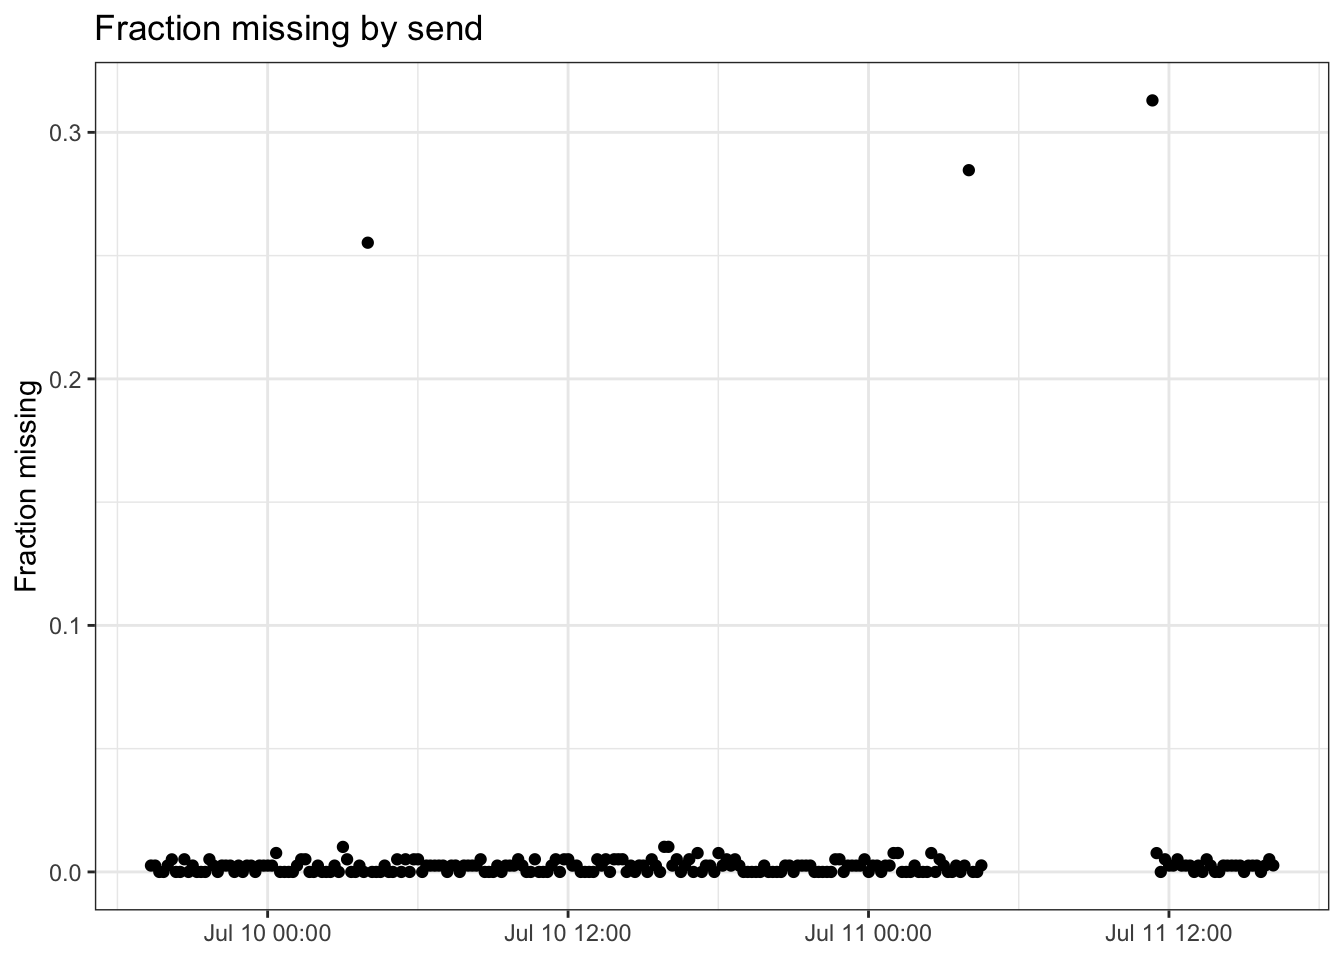 Fraction missing by send
Fraction missing
0.3
0.2
0.1
0.0
Jul 10 00:00
Jul 10 12:00
Jul 11 00:00
Jul 11 12:00